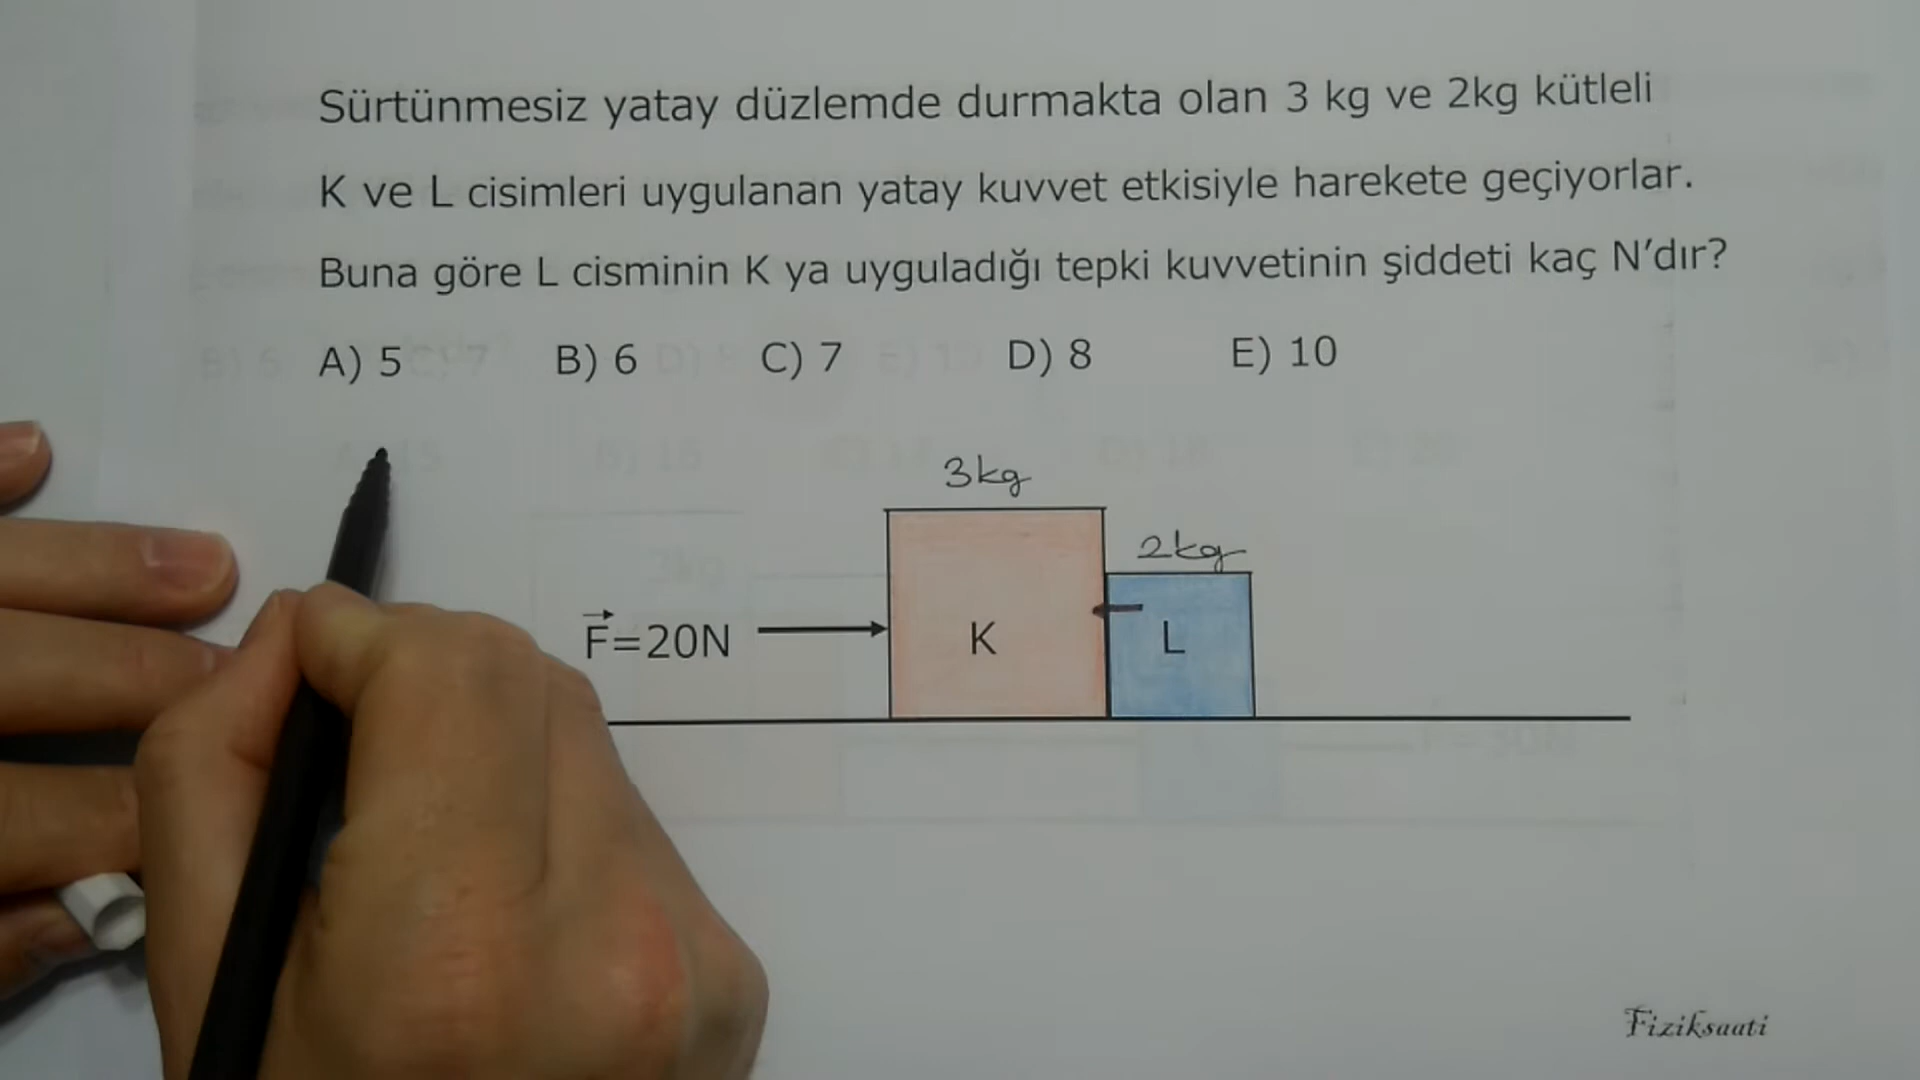 Sürtünmesiz yatay düzlemde durmakta olan 3 kg ve 2kg kütleli
K ve L cisimleri uygulanan yatay kuvvet etkisiyle harekete geçiyorlar.
Buna göre L cisminin K ya uyguladığı tepki kuvvetinin şiddeti kaç N'dır?
A) 5 B) 6 C) 7 D) 8 E) 10
3kg
2kg
F=20N
K
L
Fiziksaati